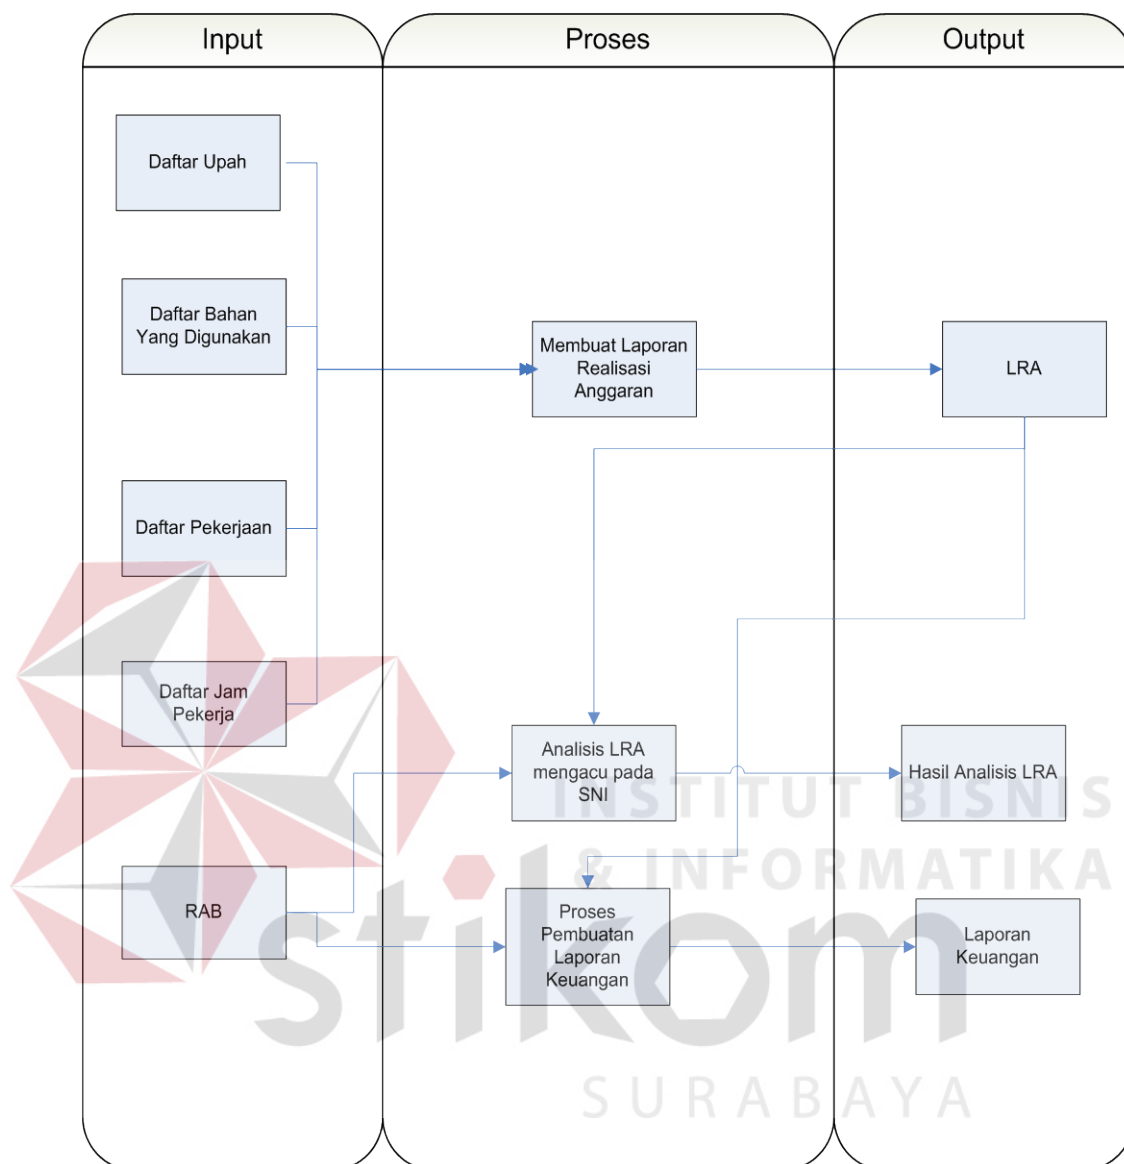 Input
Proses
Output
Daftar Upah
Daftar Bahan
Yang Digunakan
Membuat Laporan
Realisasi
Anggaran
LRA
Daftar Pekerjaan
Daftar Jam
Pekerja
Analisis LRA
mengacu pada
SNI
Hasil Analisis LRA
RAB
Proses
Pembuatan
Laporan
Keuangan
Laporan
Keuangan
INSTITUT BISNIS
& INFORMATIKA
stikom
SURABAYA